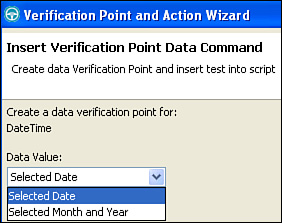 Verification Point and Action Wizard
Insert Verification Point Data Command
Create data Verification Point and insert test into script
Create a data verification point for:
DateTime
Data Value:
Selected Date
Selected Date
Selected Month and Year